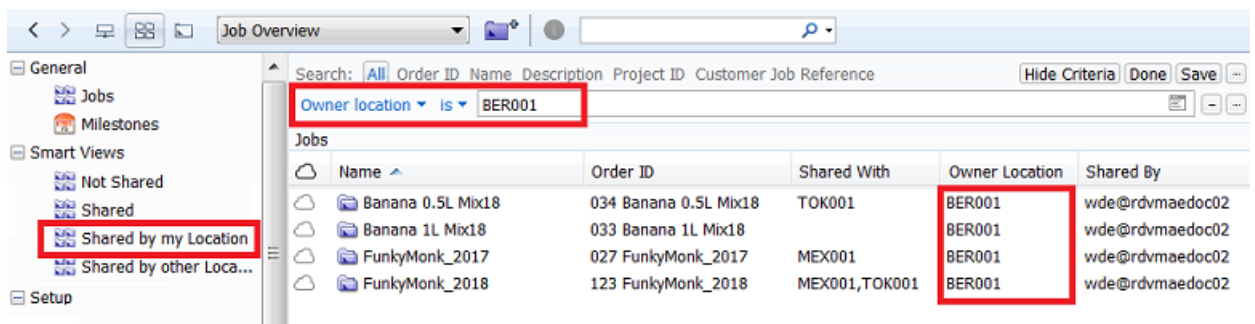 Job Overview
General
Jobs
Milestones
Smart Views
Not Shared
Shared
Shared by my Location
Shared by other Loca...
Setup
Search: All Order ID Name Description Project ID Customer Job Reference Hide Criteria Done Save
Owner location is BER001
Jobs
Name Order ID Shared With Owner Location Shared By
Banana 0.5L Mix18 034 Banana 0.5L Mix18 TOK001 BER001 wde@rdvmaedoc02
Banana 1L Mix18 033 Banana 1L Mix18 BER001 wde@rdvmaedoc02
FunkyMonk_2017 027 FunkyMonk_2017 MEX001 BER001 wde@rdvmaedoc02
FunkyMonk_2018 123 FunkyMonk_2018 MEX001,TOK001 BER001 wde@rdvmaedoc02